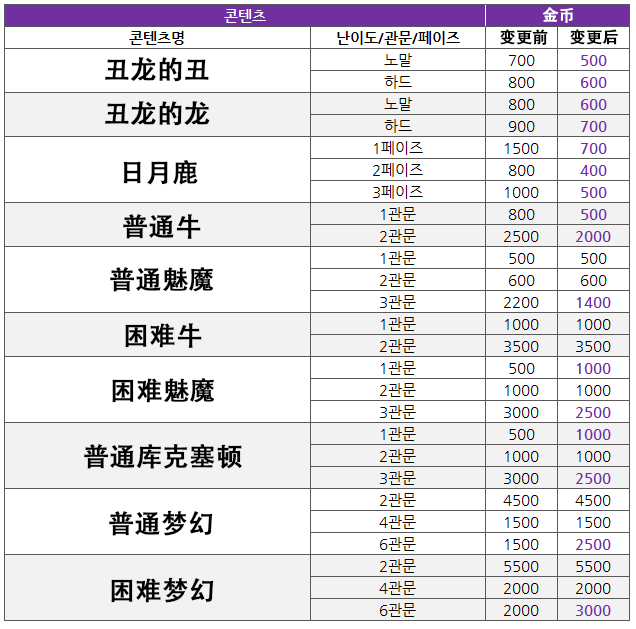 콘텐츠 金币
콘텐츠명 난이도/관문/페이즈 变更前 变更后
丑龙的丑 노말 700 500
하드 800 600
丑龙的龙 노말 800 600
하드 900 700
日月鹿 1페이즈 1500 700
2페이즈 800 400
3페이즈 1000 500
普通牛 1관문 800 500
2관문 2500 2000
普通魅魔 1관문 500 500
2관문 600 600
3관문 2200 1400
困难牛 1관문 1000 1000
2관문 3500 3500
困难魅魔 1관문 500 1000
2관문 1000 1000
3관문 3000 2500
普通库克塞顿 1관문 500 1000
2관문 1000 1000
3관문 3000 2500
普通梦幻 2관문 4500 4500
4관문 1500 1500
6관문 1500 2500
困难梦幻 2관문 5500 5500
4관문 2000 2000
6관문 2000 3000